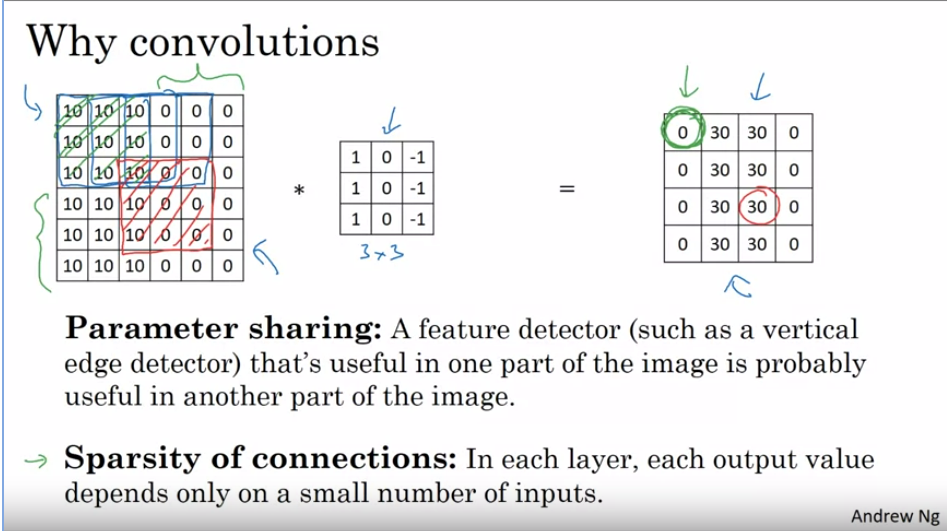 Why convolutions
10 10 10 0 0 0
10 10 10 0 0 0
10 10 10 0 0 0
10 10 10 0 0 0
10 10 10 0 0 0
10 10 10 0 0 0
*
1 0 -1
1 0 -1
1 0 -1
3×3
=
0 30 30 0
0 30 30 0
0 30 30 0
0 30 30 0
Parameter sharing: A feature detector (such as a vertical
edge detector) that’s useful in one part of the image is probably
useful in another part of the image.
→ Sparsity of connections: In each layer, each output value
depends only on a small number of inputs.
Andrew Ng